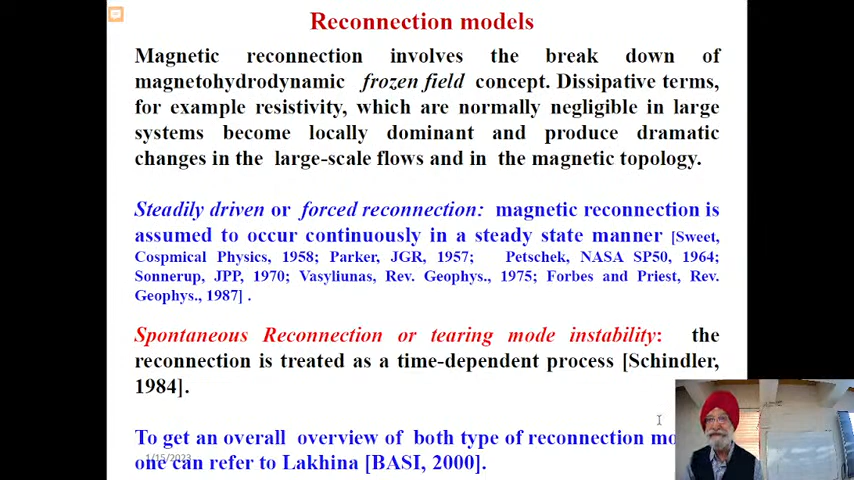 Reconnection models
Magnetic reconnection involves the break down of
magnetohydrodynamic frozen field concept. Dissipative terms,
for example resistivity, which are normally negligible in large
systems become locally dominant and produce dramatic
changes in the large-scale flows and in the magnetic topology.
Steadily driven or forced reconnection: magnetic reconnection is
assumed to occur continuously in a steady state manner [Sweet,
Cospmical Physics, 1958; Parker, JGR, 1957; Petschek, NASA SP50, 1964;
Sonnerup, JPP, 1970; Vasyliunas, Rev. Geophys., 1975; Forbes and Priest, Rev.
Geophys., 1987] .
Spontaneous Reconnection or tearing mode instability: the
reconnection is treated as a time-dependent process [Schindler,
1984].
To get an overall overview of both type of reconnection
one can refer to Lakhina [BASI, 2000].
1/15/2023